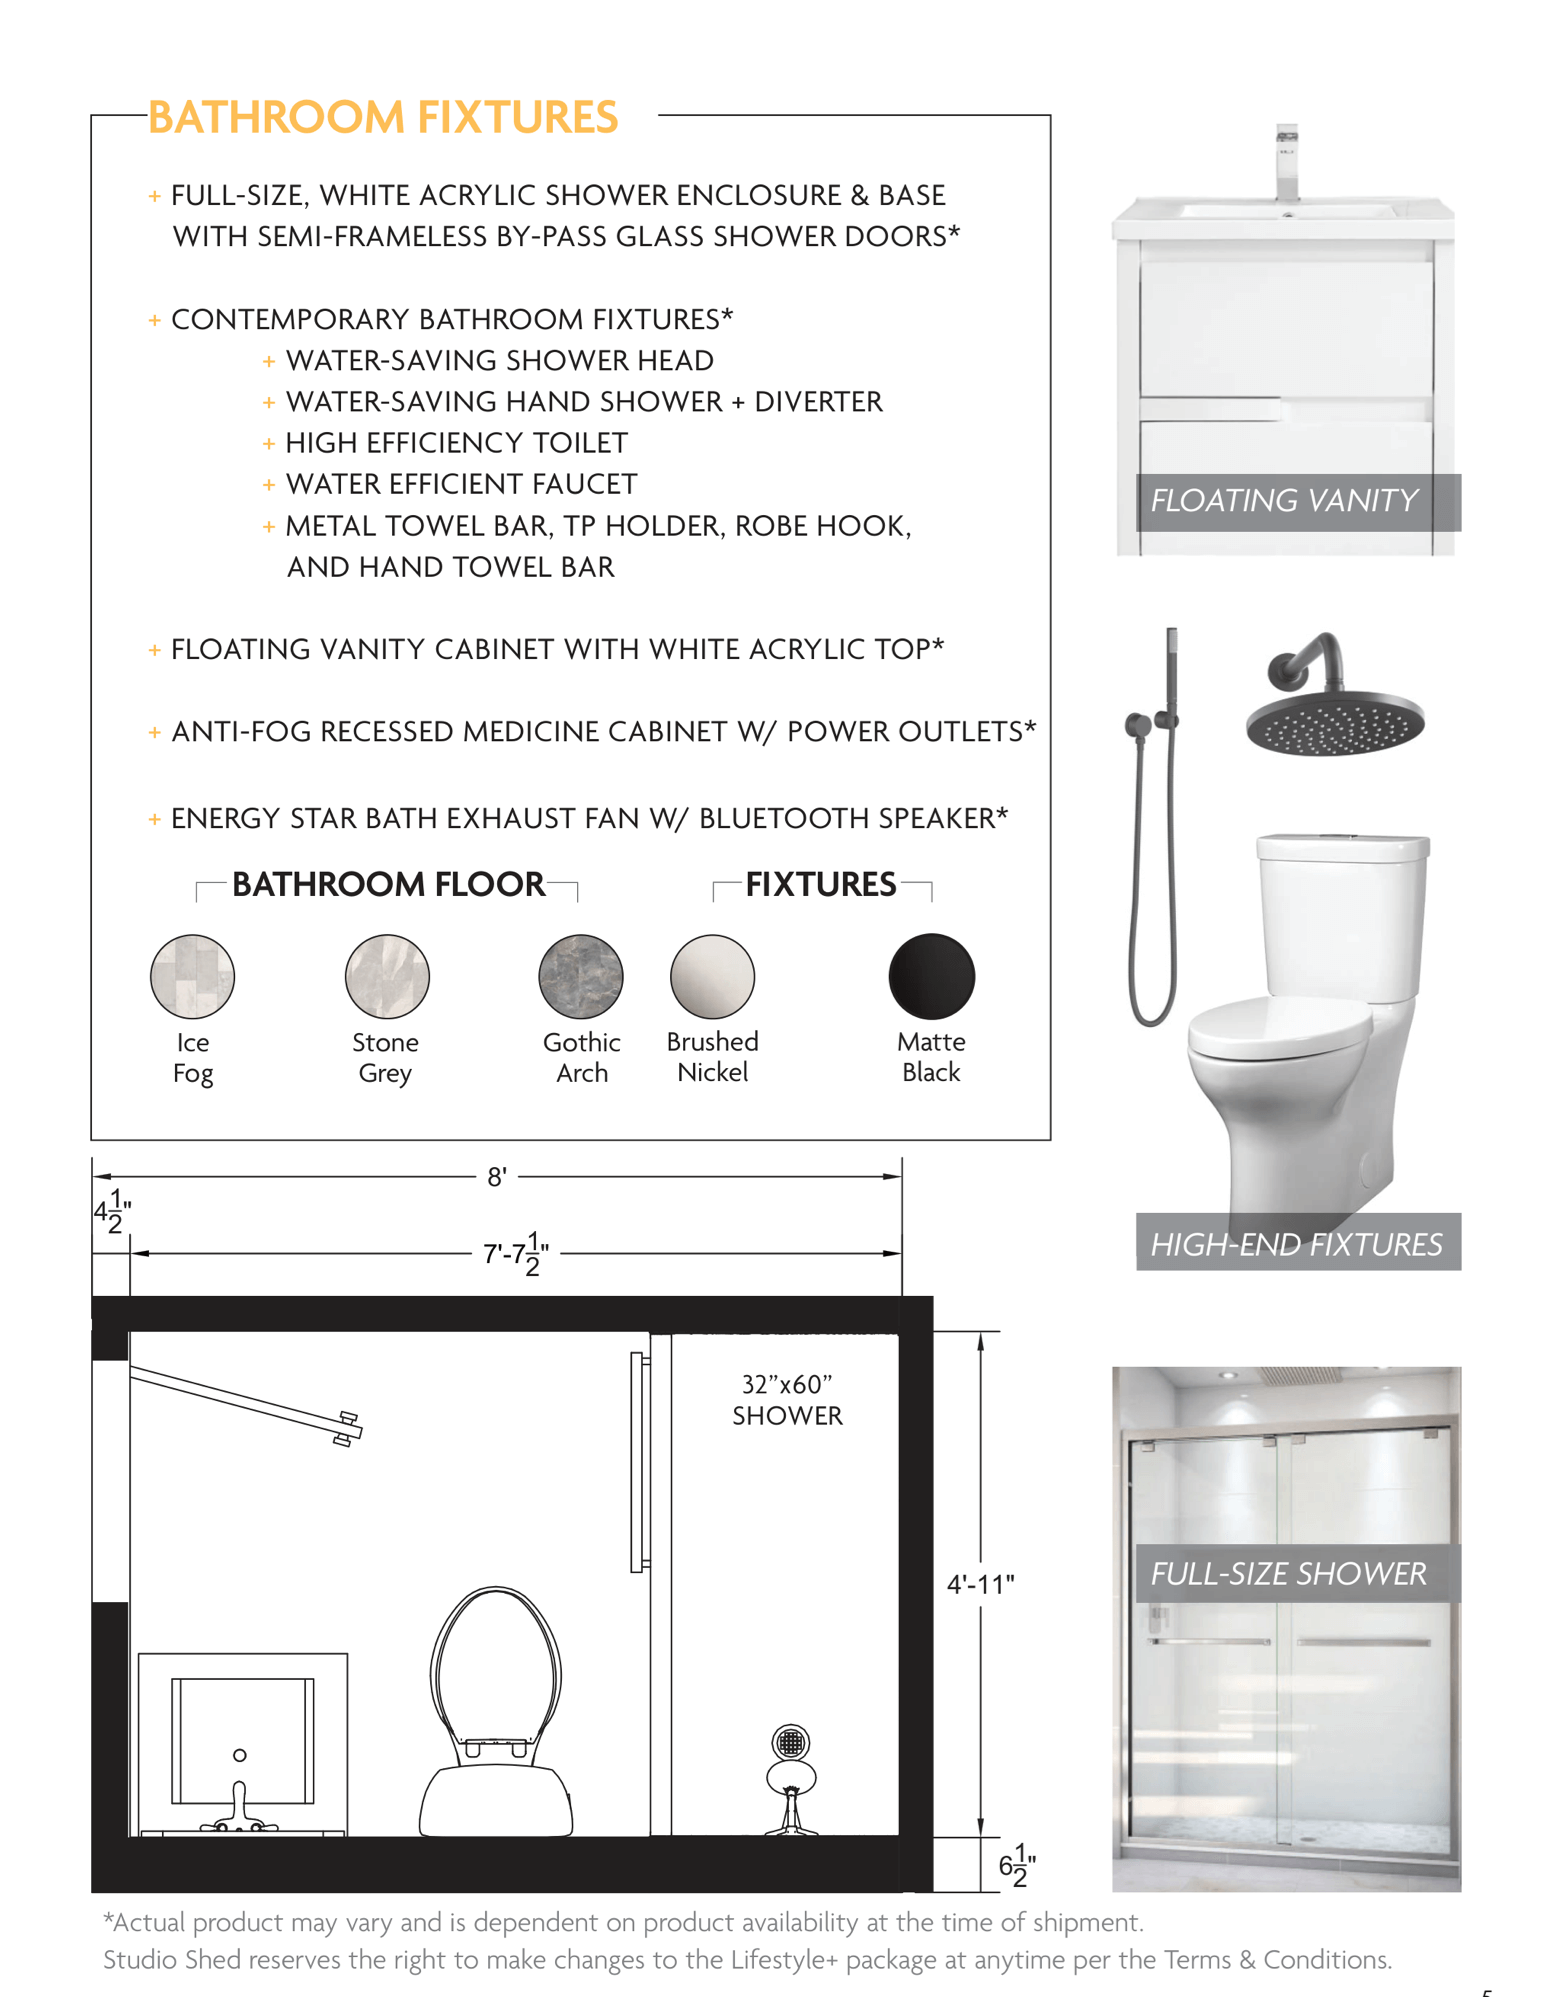 BATHROOM FIXTURES
+ FULL-SIZE, WHITE ACRYLIC SHOWER ENCLOSURE & BASE
WITH SEMI-FRAMELESS BY-PASS GLASS SHOWER DOORS*
+ CONTEMPORARY BATHROOM FIXTURES*
+ WATER-SAVING SHOWER HEAD
+ WATER-SAVING HAND SHOWER + DIVERTER
+ HIGH EFFICIENCY TOILET
+ WATER EFFICIENT FAUCET
+ METAL TOWEL BAR, TP HOLDER, ROBE HOOK,
AND HAND TOWEL BAR
+ FLOATING VANITY CABINET WITH WHITE ACRYLIC TOP*
+ ANTI-FOG RECESSED MEDICINE CABINET W/ POWER OUTLETS*
+ ENERGY STAR BATH EXHAUST FAN W/ BLUETOOTH SPEAKER*
BATHROOM FLOOR
Ice
Fog
Stone
Grey
Gothic
Arch
FIXTURES
Brushed
Nickel
Matte
Black
FLOATING VANITY
HIGH-END FIXTURES
FULL-SIZE SHOWER
8'
4 1/2"
7'-7 1/2"
32”x60”
SHOWER
4'-11"
6 1/2"
*Actual product may vary and is dependent on product availability at the time of shipment.
Studio Shed reserves the right to make changes to the Lifestyle+ package at anytime per the Terms & Conditions.